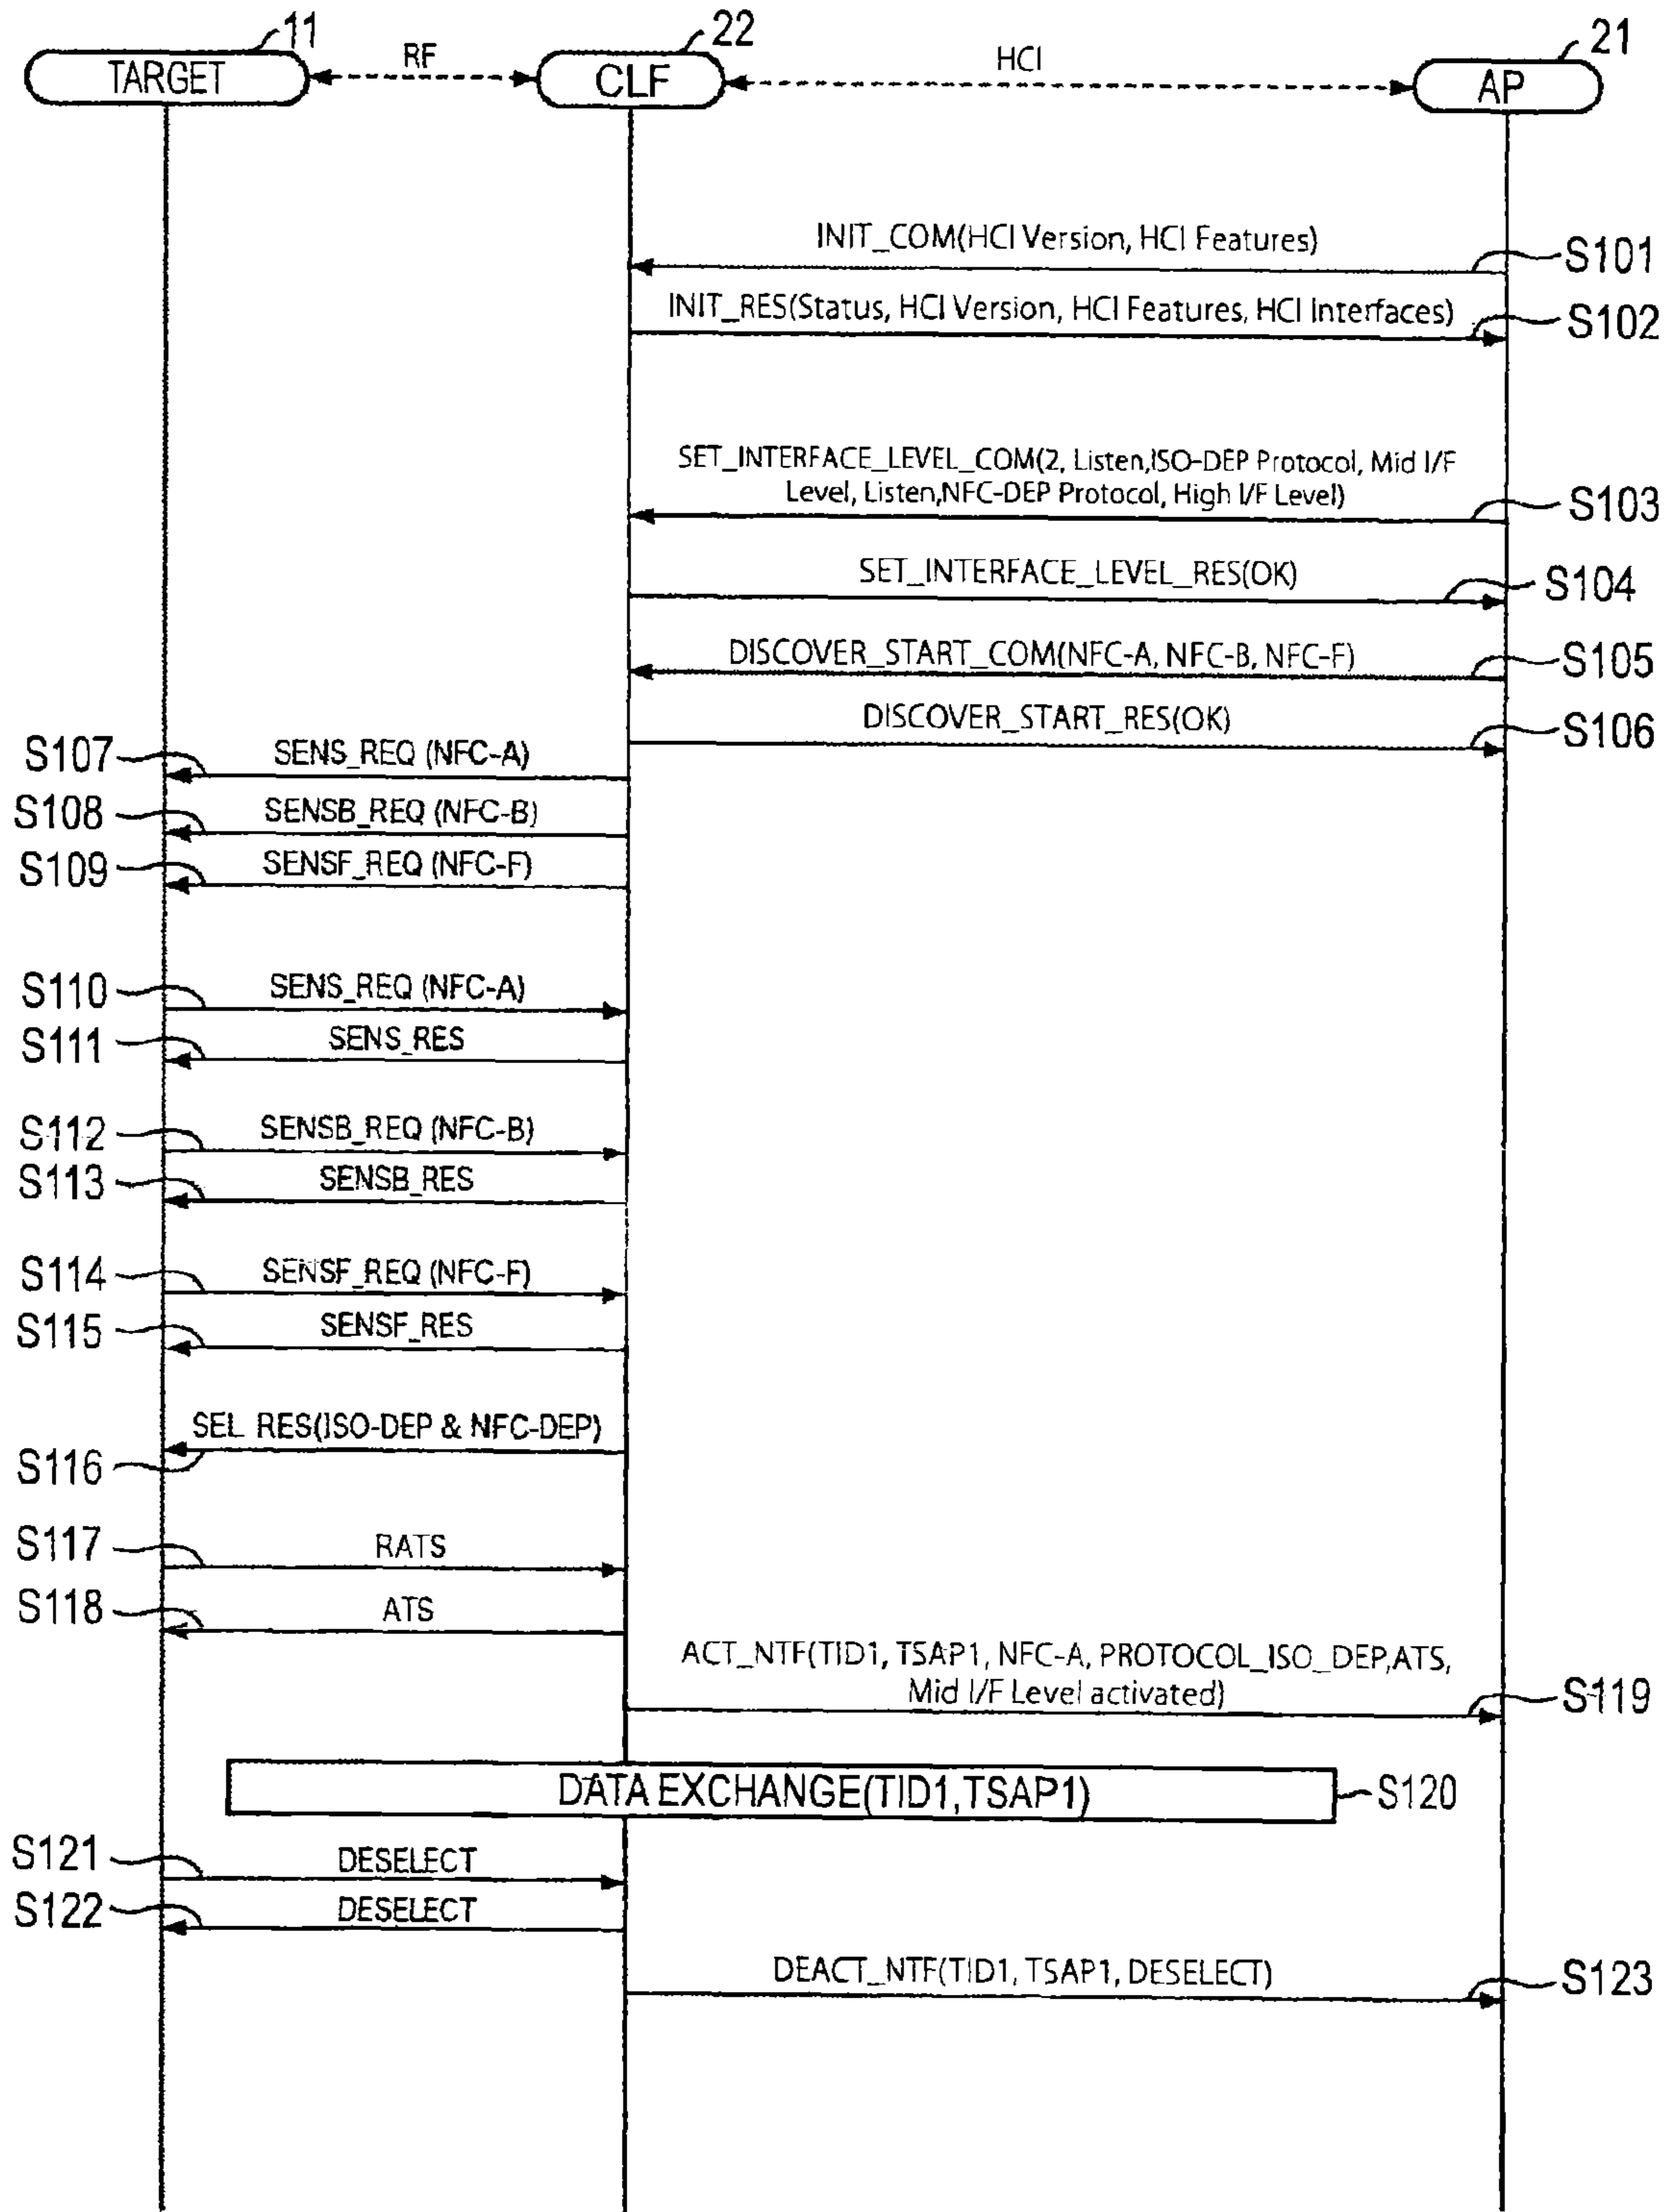 11
22
21
TARGET
RF
CLF
HCI
AP
INIT_COM(HCI Version, HCI Features)
S101
INIT_RES(Status, HCI Version, HCI Features, HCI Interfaces)
S102
SET_INTERFACE_LEVEL_COM(2, Listen,ISO-DEP Protocol, Mid I/F
Level, Listen,NFC-DEP Protocol, High I/F Level)
S103
SET_INTERFACE_LEVEL_RES(OK)
S104
DISCOVER_START_COM(NFC-A, NFC-B, NFC-F)
S105
DISCOVER_START_RES(OK)
S106
S107
SENS_REQ (NFC-A)
S108
SENSB_REQ (NFC-B)
S109
SENSF_REQ (NFC-F)
S110
SENS_REQ (NFC-A)
S111
SENS_RES
S112
SENSB_REQ (NFC-B)
S113
SENSB_RES
S114
SENSF_REQ (NFC-F)
S115
SENSF_RES
SEL_RES(ISO-DEP & NFC-DEP)
S116
S117
RATS
S118
ATS
ACT_NTF(TID1, TSAP1, NFC-A, PROTOCOL_ISO_DEP,ATS,
Mid I/F Level activated)
S119
DATA EXCHANGE(TID1,TSAP1)
S120
S121
DESELECT
S122
DESELECT
DEACT_NTF(TID1, TSAP1, DESELECT)
S123